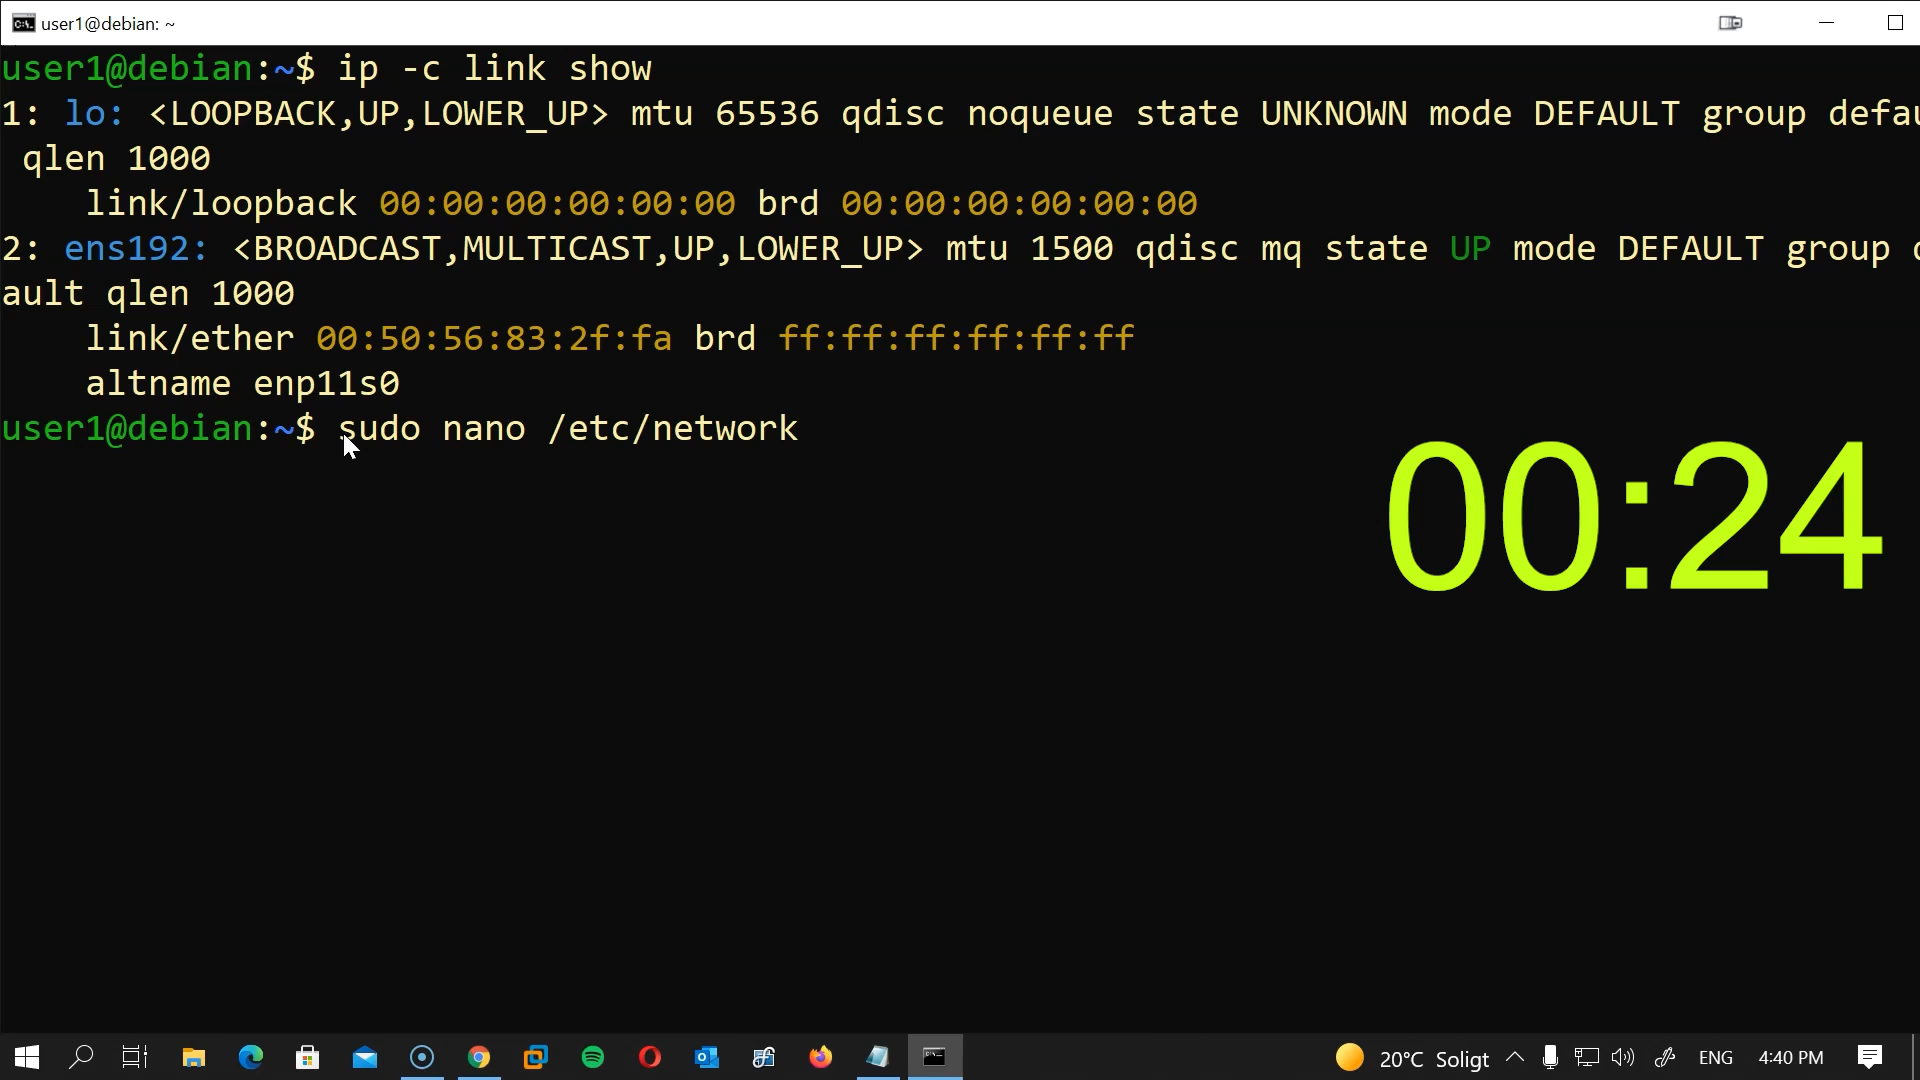 user1@debian: ~
user1@debian:~$ ip -c link show
1: lo: <LOOPBACK,UP,LOWER_UP> mtu 65536 qdisc noqueue state UNKNOWN mode DEFAULT group defau
qlen 1000
link/loopback 00:00:00:00:00:00 brd 00:00:00:00:00:00
2: ens192: <BROADCAST,MULTICAST,UP,LOWER_UP> mtu 1500 qdisc mq state UP mode DEFAULT group
ault qlen 1000
link/ether 00:50:56:83:2f:fa brd ff:ff:ff:ff:ff:ff
altname enp11s0
user1@debian:~$ sudo nano /etc/network
00:24
20°C Soligt ENG 4:40 PM